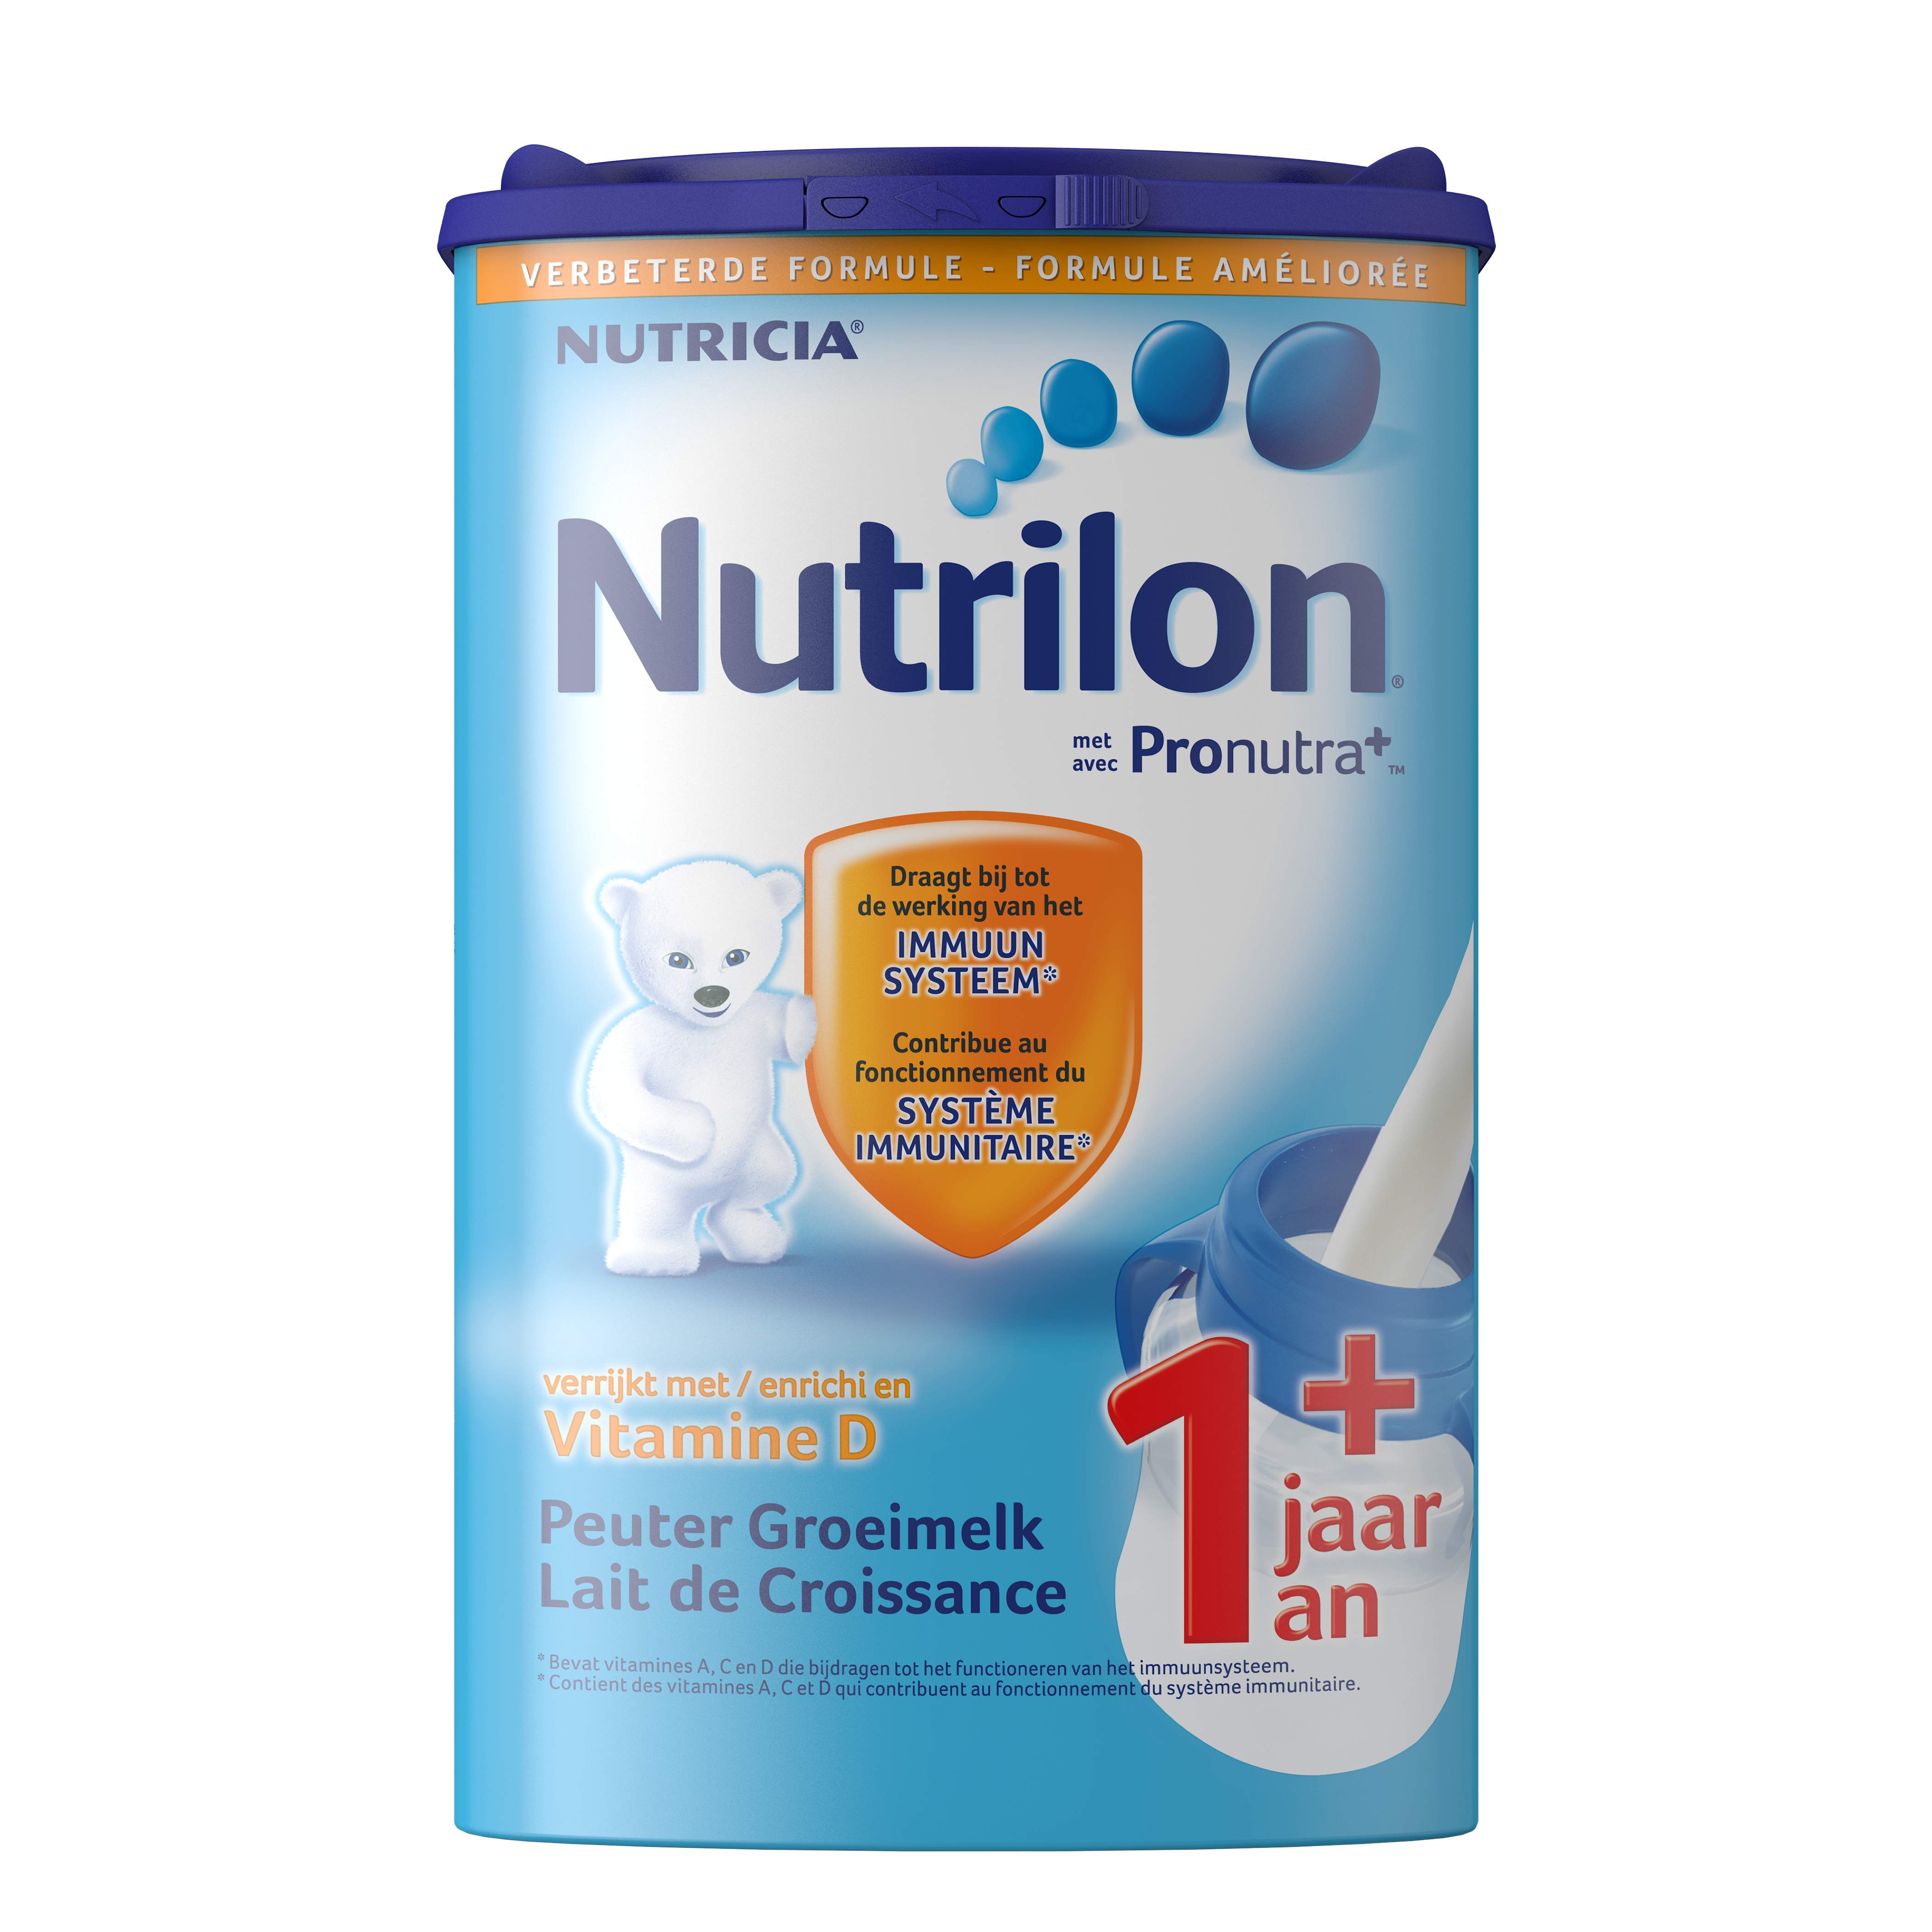 VERBETERDE FORMULE - FORMULE AMÉLIORÉE
NUTRICIA®
Nutrilon®
met
avec Pronutra+™
Draagt bij tot
de werking van het
IMMUUN
SYSTEEM*
Contribue au
fonctionnement du
SYSTÈME
IMMUNITAIRE*
verrijkt met / enrichi en
Vitamine D
Peuter Groeimelk
Lait de Croissance
1+
jaar
an
* Bevat vitamines A, C en D die bijdragen tot het functioneren van het immuunsysteem.
* Contient des vitamines A, C et D qui contribuent au fonctionnement du système immunitaire.